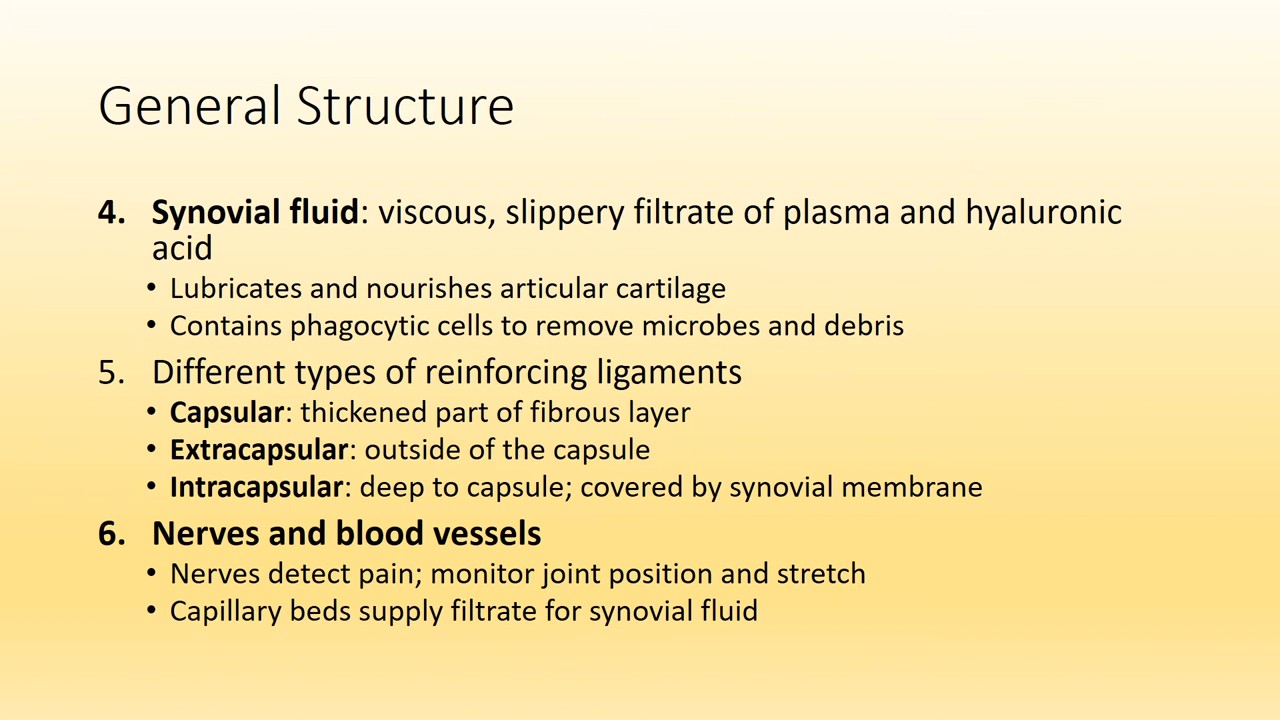 General Structure
4. Synovial fluid: viscous, slippery filtrate of plasma and hyaluronic
acid
• Lubricates and nourishes articular cartilage
• Contains phagocytic cells to remove microbes and debris
5. Different types of reinforcing ligaments
• Capsular: thickened part of fibrous layer
• Extracapsular: outside of the capsule
• Intracapsular: deep to capsule; covered by synovial membrane
6. Nerves and blood vessels
• Nerves detect pain; monitor joint position and stretch
• Capillary beds supply filtrate for synovial fluid